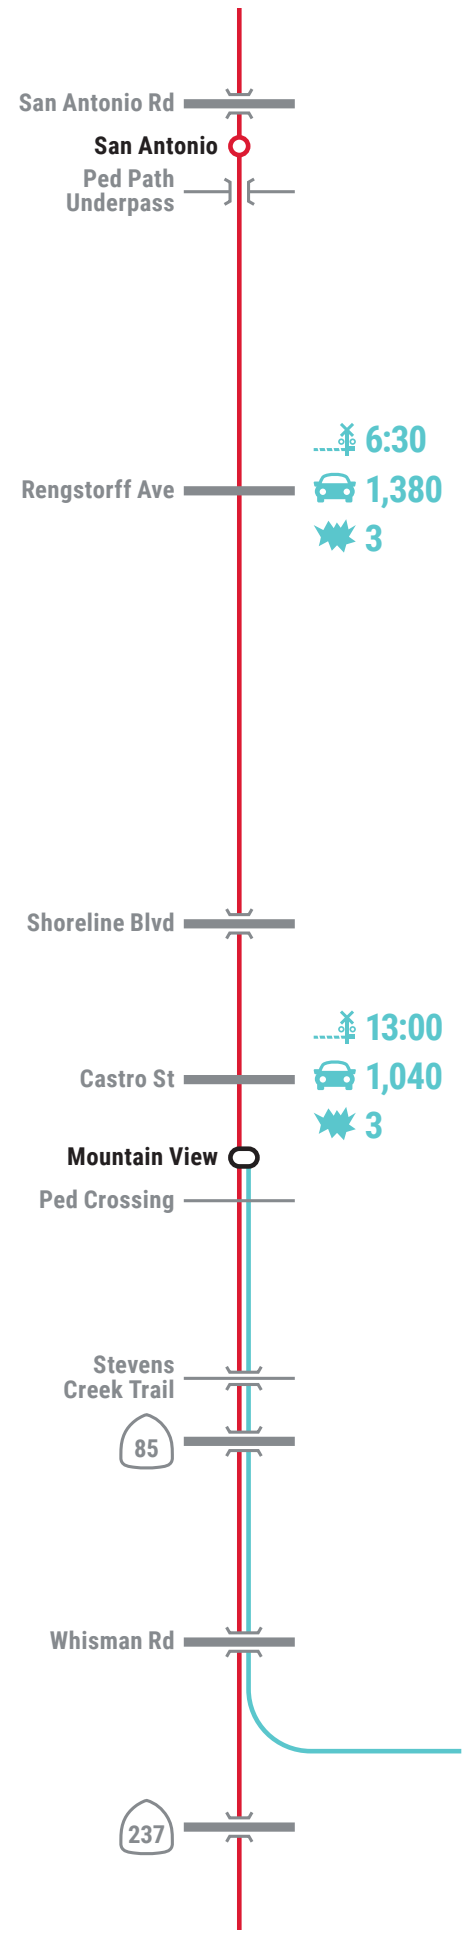 San Antonio Rd
San Antonio
Ped Path
Underpass
6:30
Rengstorff Ave
1,380
3
Shoreline Blvd
13:00
Castro St
1,040
3
Mountain View
Ped Crossing
Stevens
Creek Trail
85
Whisman Rd
237